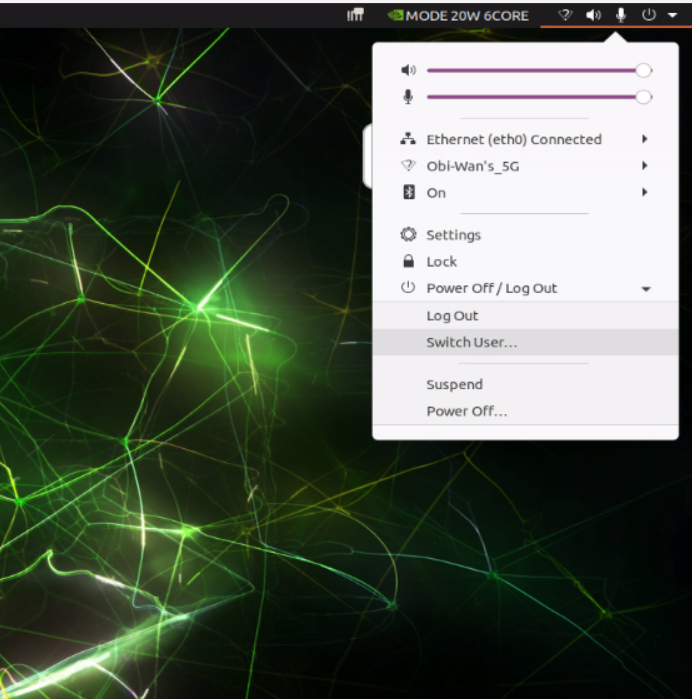 MODE 20W 6CORE
Ethernet (eth0) Connected
Obi-Wan's_5G
On
Settings
Lock
Power Off / Log Out
Log Out
Switch User...
Suspend
Power Off...